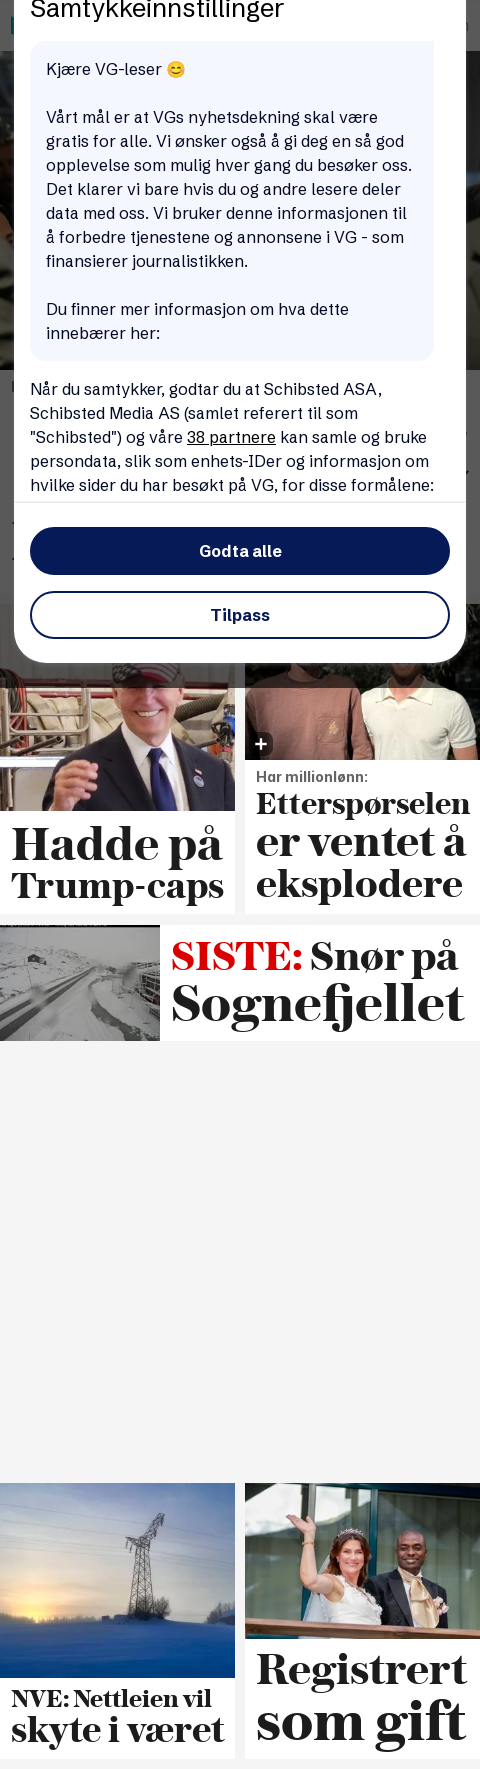 Samtykkeinnstillinger
Kjære VG-leser 😊
Vårt mål er at VGs nyhetsdekning skal være
gratis for alle. Vi ønsker også å gi deg en så god
opplevelse som mulig hver gang du besøker oss.
Det klarer vi bare hvis du og andre lesere deler
data med oss. Vi bruker denne informasjonen til
å forbedre tjenestene og annonsene i VG - som
finansierer journalistikken.
Du finner mer informasjon om hva dette
innebærer her:
Når du samtykker, godtar du at Schibsted ASA,
Schibsted Media AS (samlet referert til som
"Schibsted") og våre 38 partnere kan samle og bruke
persondata, slik som enhets-IDer og informasjon om
hvilke sider du har besøkt på VG, for disse formålene:
Godta alle
Tilpass
Hadde på
Trump-caps
Har millionlønn:
Etterspørselen
er ventet å
eksplodere
SISTE: Snør på
Sognefjellet
NVE: Nettleien vil
skyte i været
Registrert
som gift